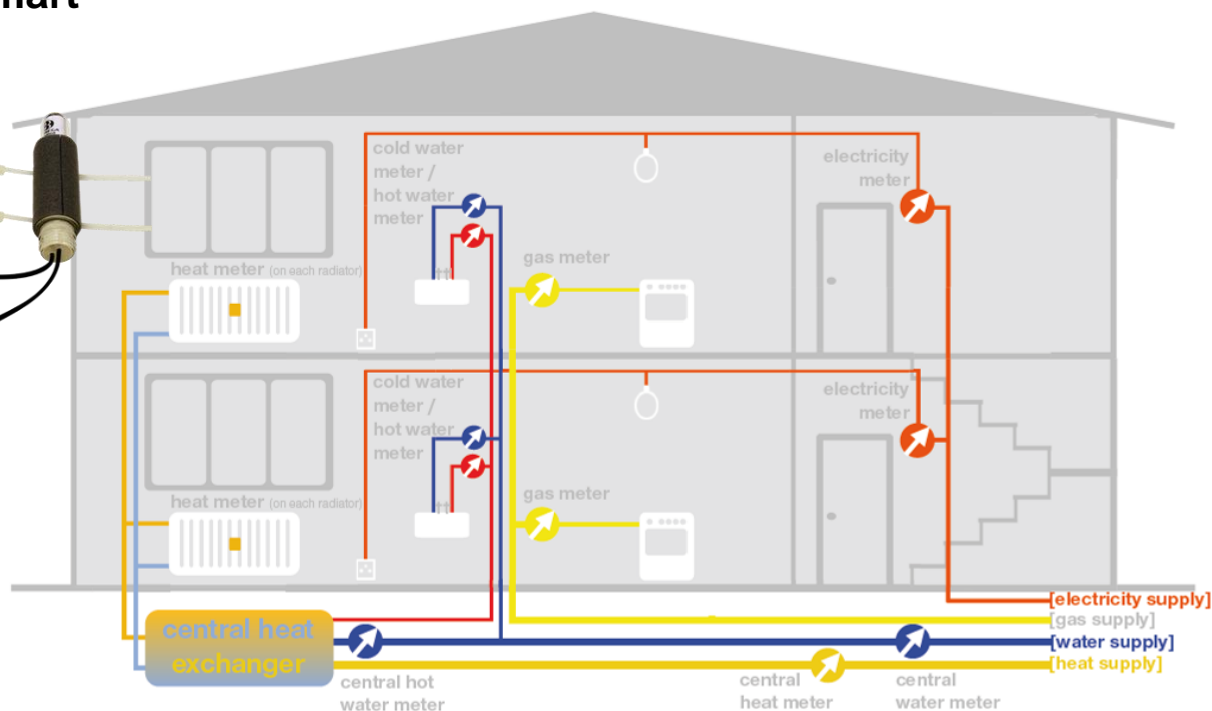 cold water
meter /
hot water
meter
electricity
meter
gas meter
heat meter (on each radiator)
cold water
meter /
hot water
meter
electricity
meter
gas meter
heat meter (on each radiator)
[electricity supply]
[gas supply]
[water supply]
[heat supply]
central heat
exchanger
central hot
water meter
central
heat meter
central
water meter